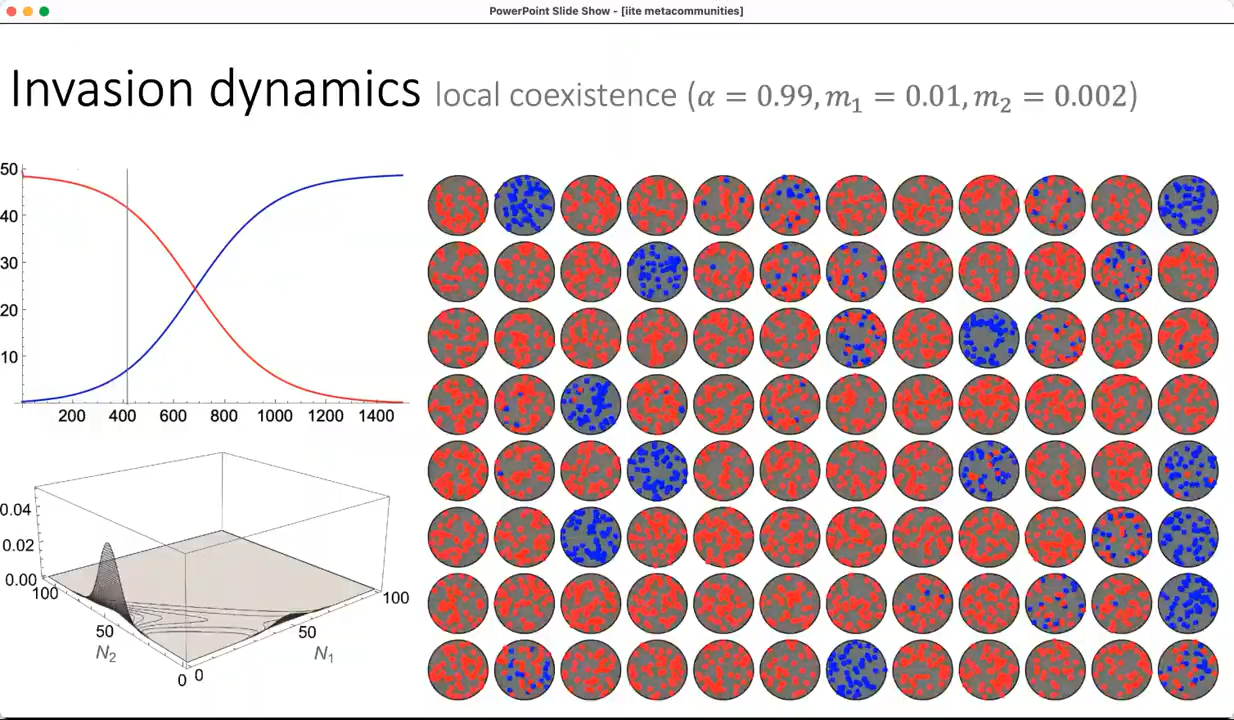 PowerPoint Slide Show - [iite metacommunities]
Invasion dynamics local coexistence (α = 0.99, m₁ = 0.01, m₂ = 0.002)
50
40
30
20
10
200 400 600 800 1000 1200 1400
0.04
0.02
0.00
100
50
N₂
0
0
50
N₁
100